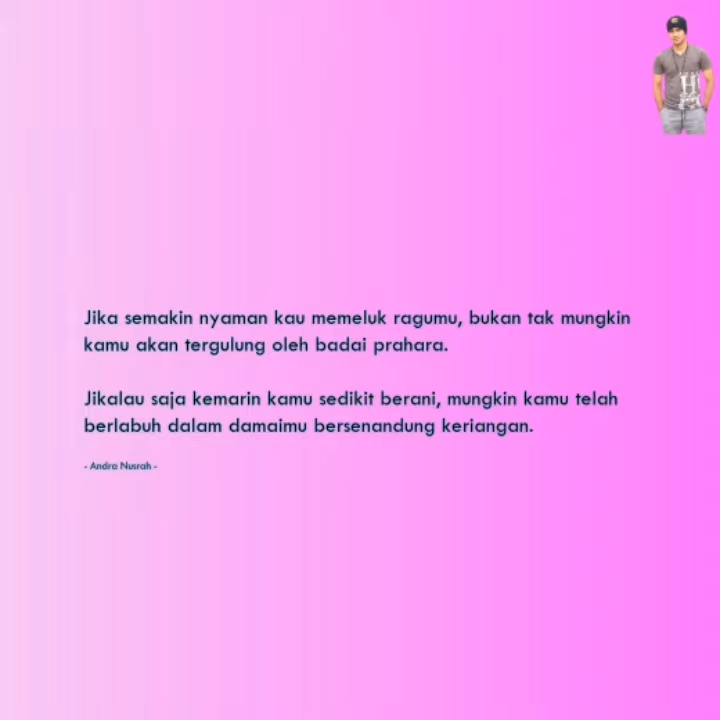 Jika semakin nyaman kau memeluk ragumu, bukan tak mungkin
kamu akan tergulung oleh badai prahara.
Jikalau saja kemarin kamu sedikit berani, mungkin kamu telah
berlabuh dalam damaimu bersenandung keriangan.
- Andra Nusrah -
H